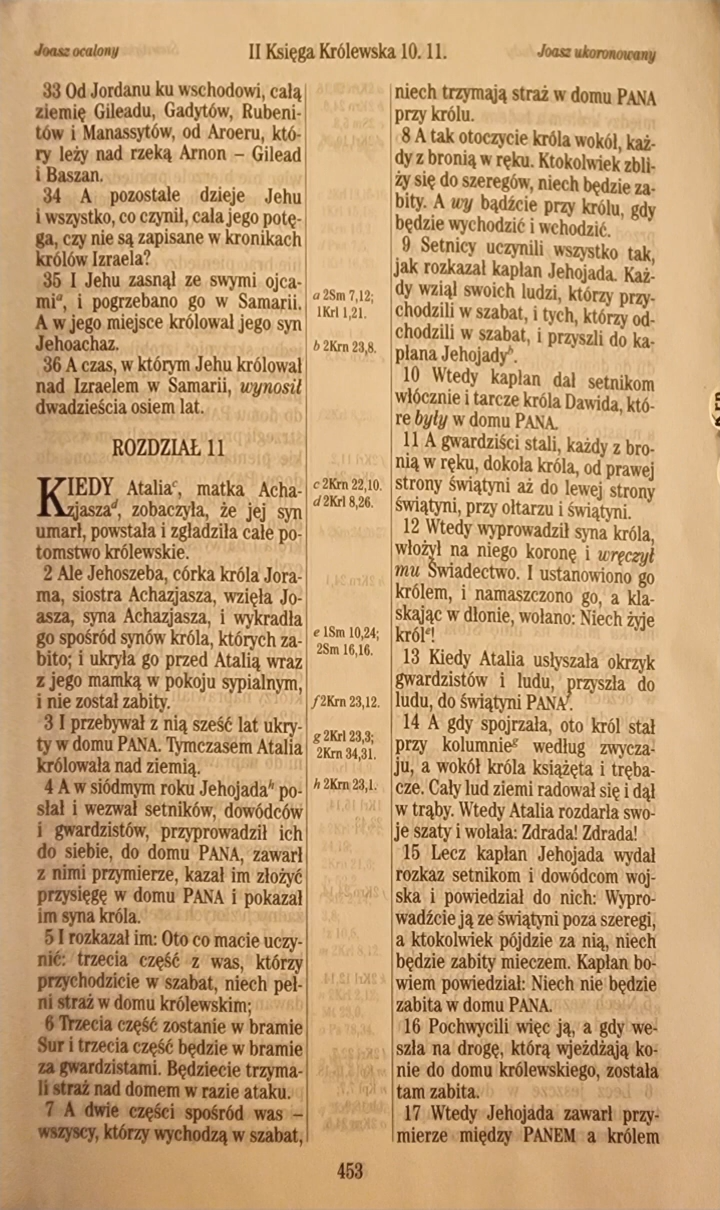 Joasz ocalony
II Księga Królewska 10. 11.
Joasz ukoronowany
33 Od Jordanu ku wschodowi, całą
ziemię Gileadu, Gadytów, Rubeni-
tów i Manassytów, od Aroeru, któ-
ry leży nad rzeką Arnon – Gilead
i Baszan.
34 A pozostałe dzieje Jehu
i wszystko, co czynił, cała jego potę-
ga, czy nie są zapisane w kronikach
królów Izraela?
35 I Jehu zasnął ze swymi ojca-
mia, i pogrzebano go w Samarii.
A w jego miejsce królował jego syn
Jehoachaz.
36 A czas, w którym Jehu królował
nad Izraelem w Samarii, wynosił
dwadzieścia osiem lat.
ROZDZIAŁ 11
KIEDY Ataliac, matka Acha-
zjaszad, zobaczyła, że jej syn
umarł, powstała i zgładziła całe po-
tomstwo królewskie.
2 Ale Jehoszeba, córka króla Jora-
ma, siostra Achazjasza, wzięła Jo-
asza, syna Achazjasza, i wykradła
go spośród synów króla, których za-
bito; i ukryła go przed Atalią wraz
z jego mamką w pokoju sypialnym,
i nie został zabity.
3 I przebywał z nią sześć lat ukry-
ty w domu PANA. Tymczasem Atalia
królowała nad ziemią.
4 A w siódmym roku Jehojadah po-
słał i wezwał setników, dowódców
i gwardzistów, przyprowadził ich
do siebie, do domu PANA, zawarł
z nimi przymierze, kazał im złożyć
przysięgę w domu PANA i pokazał
im syna króla.
5 I rozkazał im: Oto co macie uczy-
nić: trzecia część z was, którzy
przychodzicie w szabat, niech peł-
ni straż w domu królewskim;
6 Trzecia część zostanie w bramie
Sur i trzecia część będzie w bramie
za gwardzistami. Będziecie trzyma-
li straż nad domem w razie ataku.
7 A dwie części spośród was –
wszyscy, którzy wychodzą w szabat,
a 2Sm 7,12;
1Krl 1,21.
b 2Krn 23,8.
c 2Krn 22,10.
d 2Krl 8,26.
e 1Sm 10,24;
2Sm 16,16.
f 2Krn 23,12.
g 2Krl 23,3;
2Krn 34,31.
h 2Krn 23,1.
niech trzymają straż w domu PANA
przy królu.
8 A tak otoczycie króla wokół, każ-
dy z bronią w ręku. Ktokolwiek zbli-
ży się do szeregów, niech będzie za-
bity. A wy bądźcie przy królu, gdy
będzie wychodzić i wchodzić.
9 Setnicy uczynili wszystko tak,
jak rozkazał kapłan Jehojada. Każ-
dy wziął swoich ludzi, którzy przy-
chodzili w szabat, i tych, którzy od-
chodzili w szabat, i przyszli do ka-
płana Jehojadyb.
10 Wtedy kapłan dał setnikom
włócznie i tarcze króla Dawida, któ-
re były w domu PANA.
11 A gwardziści stali, każdy z bro-
nią w ręku, dokoła króla, od prawej
strony świątyni aż do lewej strony
świątyni, przy ołtarzu i świątyni.
12 Wtedy wyprowadził syna króla,
włożył na niego koronę i wręczył
mu Świadectwo. I ustanowiono go
królem, i namaszczono go, a kla-
skając w dłonie, wołano: Niech żyje
króle!
13 Kiedy Atalia usłyszała okrzyk
gwardzistów i ludu, przyszła do
ludu, do świątyni PANAf.
14 A gdy spojrzała, oto król stał
przy kolumnieg według zwycza-
ju, a wokół króla książęta i tręba-
cze. Cały lud ziemi radował się i dął
w trąby. Wtedy Atalia rozdarła swo-
je szaty i wołała: Zdrada! Zdrada!
15 Lecz kapłan Jehojada wydał
rozkaz setnikom i dowódcom woj-
ska i powiedział do nich: Wypro-
wadźcie ją ze świątyni poza szeregi,
a ktokolwiek pójdzie za nią, niech
będzie zabity mieczem. Kapłan bo-
wiem powiedział: Niech nie będzie
zabita w domu PANA.
16 Pochwycili więc ją, a gdy we-
szła na drogę, którą wjeżdżają ko-
nie do domu królewskiego, została
tam zabita.
17 Wtedy Jehojada zawarł przy-
mierze między PANEM a królem
453